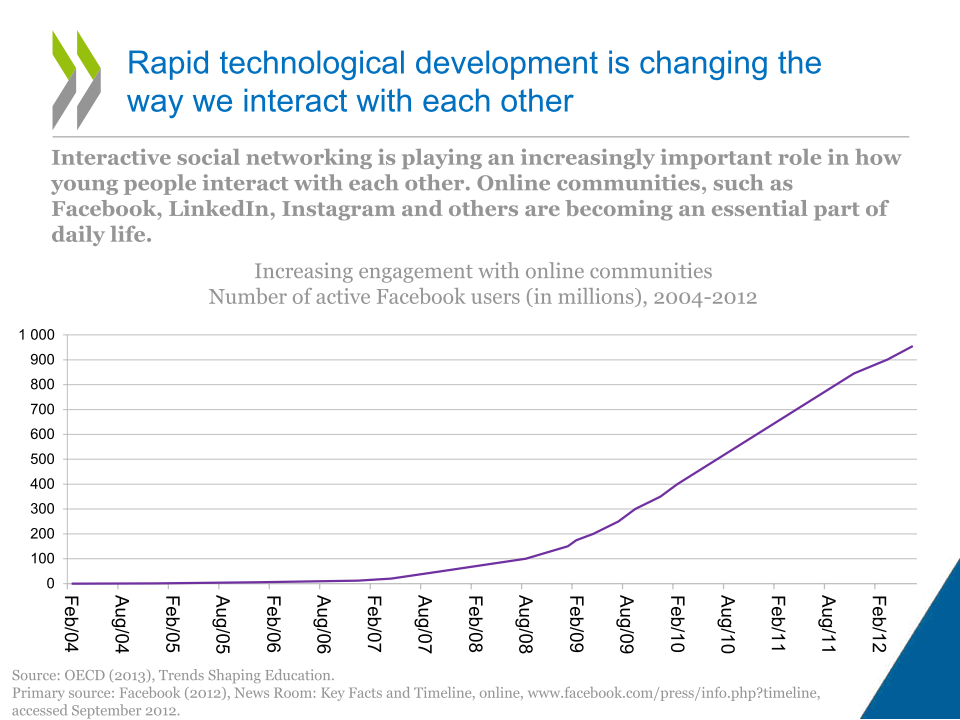 Rapid technological development is changing the
way we interact with each other
Interactive social networking is playing an increasingly important role in how
young people interact with each other. Online communities, such as
Facebook, LinkedIn, Instagram and others are becoming an essential part of
daily life.
Increasing engagement with online communities
Number of active Facebook users (in millions), 2004-2012
1 000
900
800
700
600
500
400
300
200
100
0
Feb/04
Aug/04
Feb/05
Aug/05
Feb/06
Aug/06
Feb/07
Aug/07
Feb/08
Aug/08
Feb/09
Aug/09
Feb/10
Aug/10
Feb/11
Aug/11
Feb/12
Source: OECD (2013), Trends Shaping Education.
Primary source: Facebook (2012), News Room: Key Facts and Timeline, online, www.facebook.com/press/info.php?timeline,
accessed September 2012.